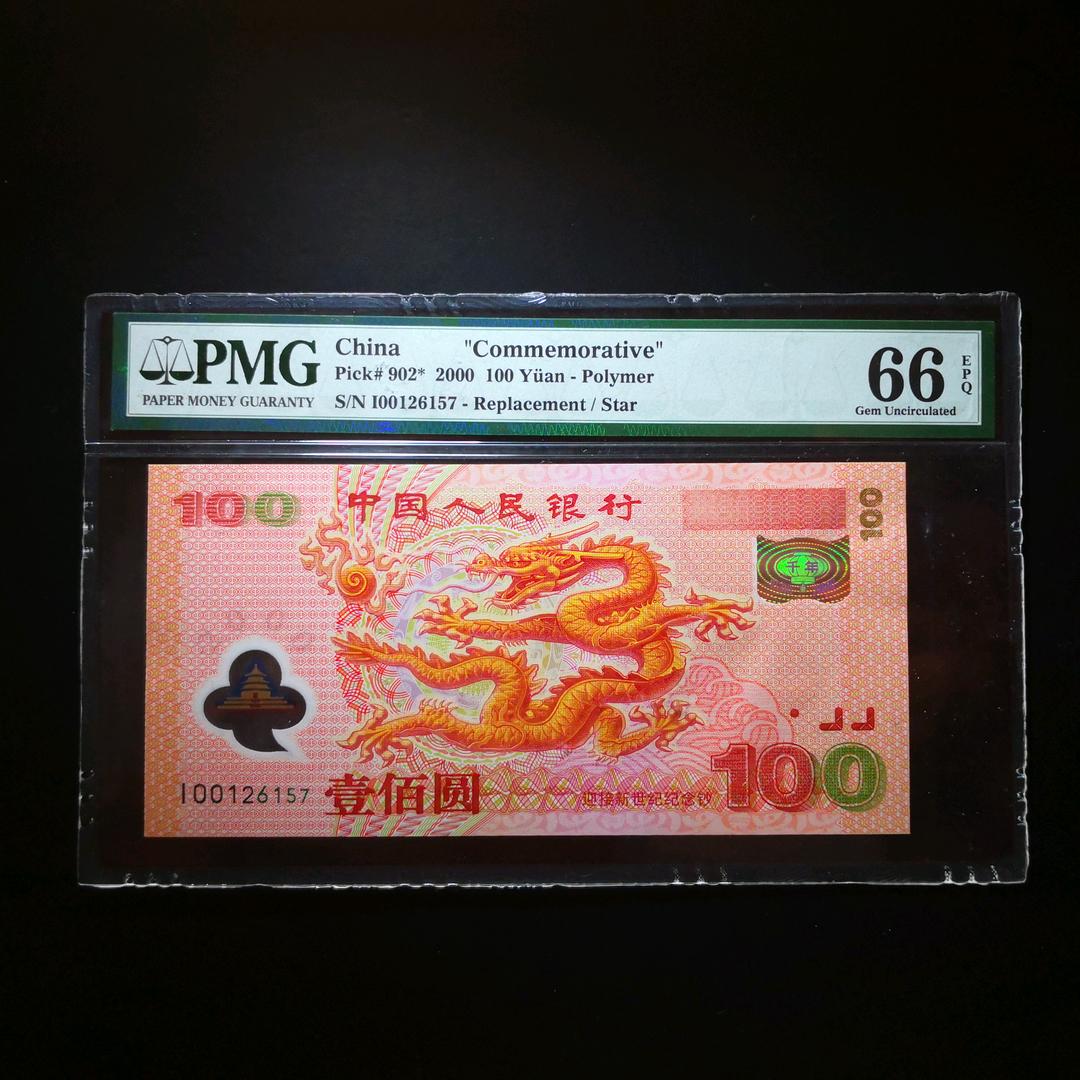 PMG
PAPER MONEY GUARANTY
China "Commemorative"
Pick# 902* 2000 100 Yüan - Polymer
S/N I00126157 - Replacement / Star
66
EPQ
Gem Uncirculated
100
中国人民银行
100
千年
I00126157
壹佰圆
迎接新世纪纪念钞
100